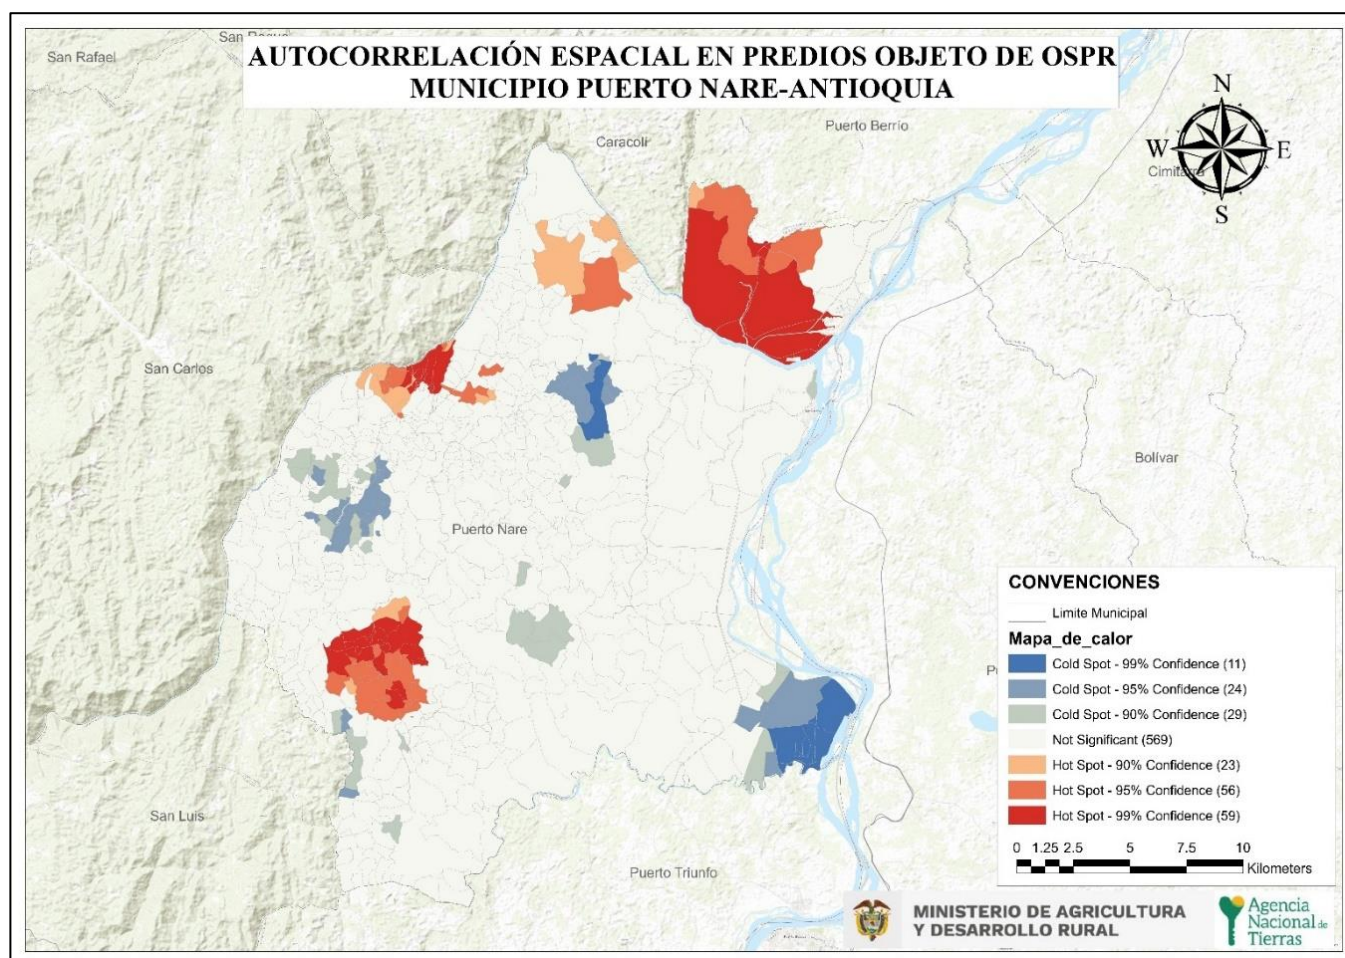 San Rafael
AUTOCORRELACIÓN ESPACIAL EN PREDIOS OBJETO DE OSPR
MUNICIPIO PUERTO NARE-ANTIOQUIA
N
W
E
S
Caracolí
Puerto Berrío
San Carlos
Bolívar
Puerto Nare
San Luis
Puerto Triunfo
CONVENCIONES
Limite Municipal
Mapa_de_calor
Cold Spot - 99% Confidence (11)
Cold Spot - 95% Confidence (24)
Cold Spot - 90% Confidence (29)
Not Significant (569)
Hot Spot - 90% Confidence (23)
Hot Spot - 95% Confidence (56)
Hot Spot - 99% Confidence (59)
0 1.25 2.5 5 7.5 10
Kilometers
MINISTERIO DE AGRICULTURA
Y DESARROLLO RURAL
Agencia
Nacional de
Tierras